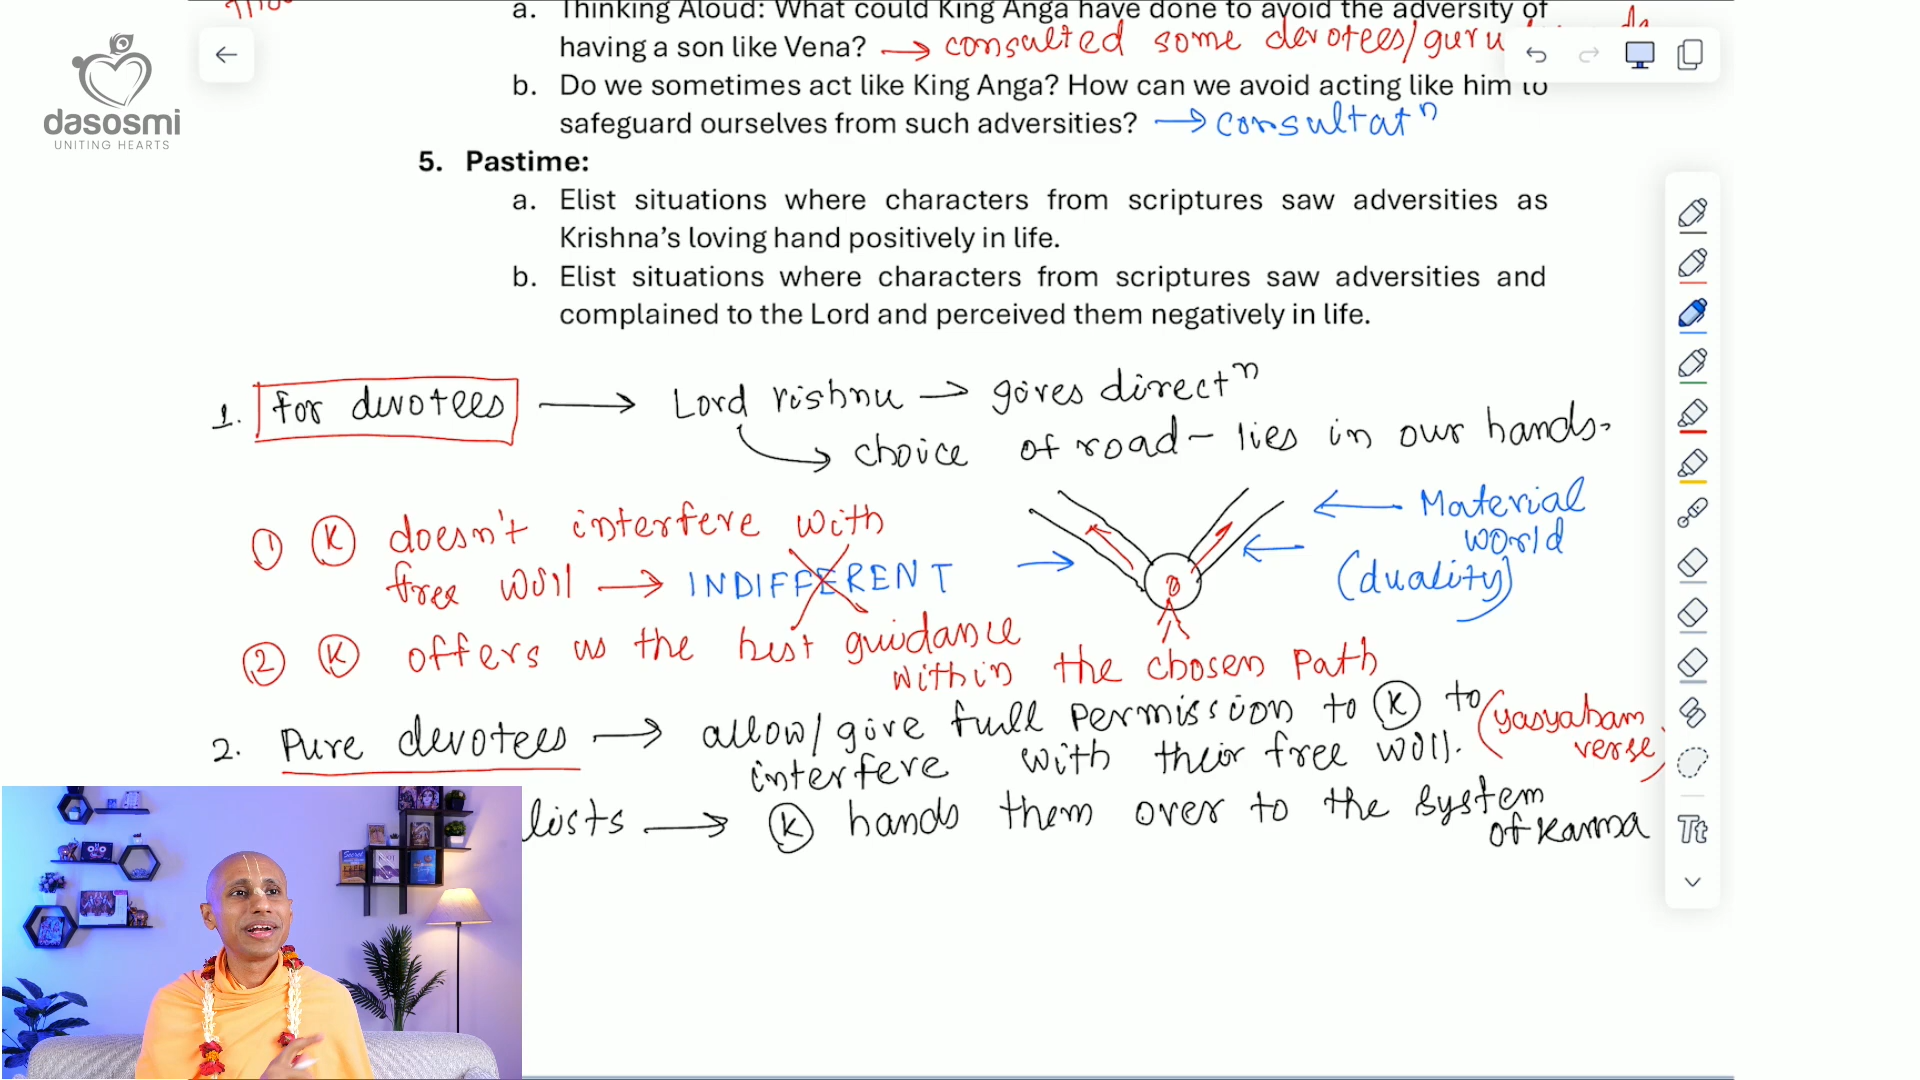 a. Thinking Aloud: What could King Anga have done to avoid the adversity of
having a son like Vena? → consulted some devotees/guru
b. Do we sometimes act like King Anga? How can we avoid acting like him to
safeguard ourselves from such adversities? → consultatⁿ
dasosmi
UNITING HEARTS
5. Pastime:
a. Elist situations where characters from scriptures saw adversities as
Krishna's loving hand positively in life.
b. Elist situations where characters from scriptures saw adversities and
complained to the Lord and perceived them negatively in life.
1. for devotees → Lord Vishnu → gives directⁿ
choice of road - lies in our hands.
① Ⓚ doesn't interfere with
free will → INDIFFERENT
← Material
world
(duality)
② Ⓚ offers us the best guidance
within the chosen path
2. Pure devotees → allow/give full permission to Ⓚ to
interfere with their free will.
(yasyaham
verse)
lists → Ⓚ hands them over to the system
of karma
Tt